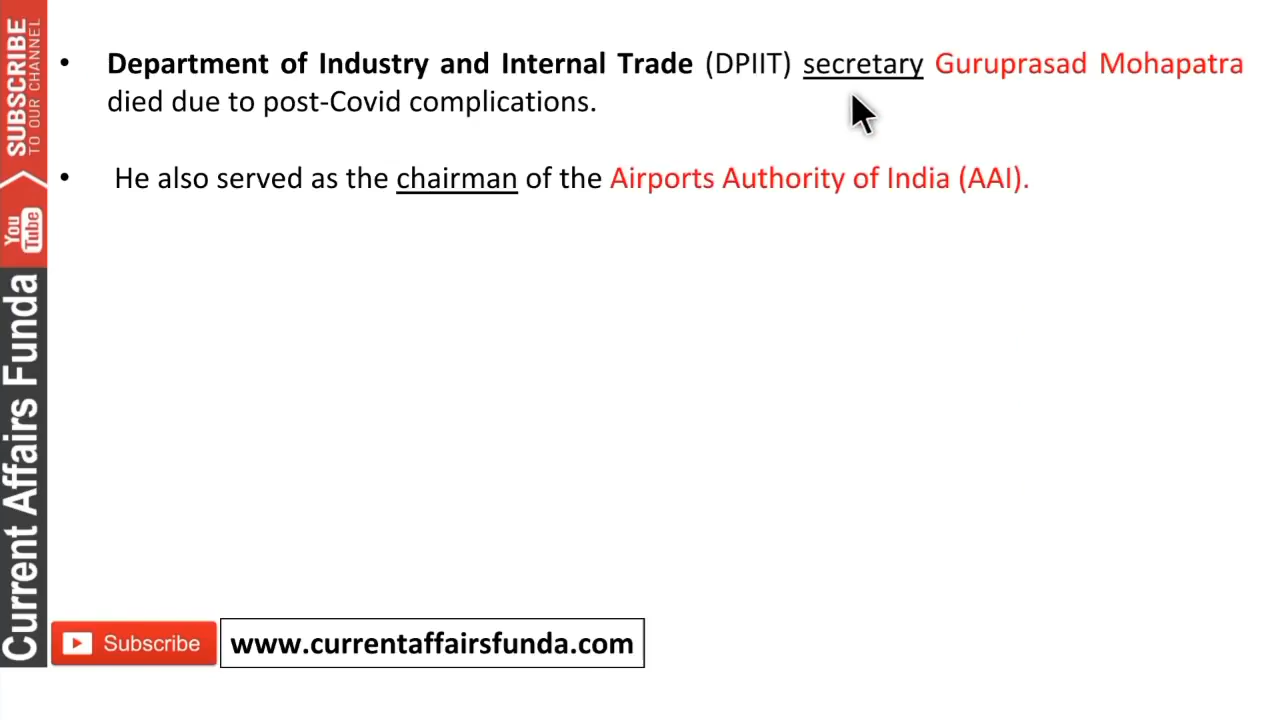 • Department of Industry and Internal Trade (DPIIT) secretary Guruprasad Mohapatra
died due to post-Covid complications.
• He also served as the chairman of the Airports Authority of India (AAI).
SUBSCRIBE
TO OUR CHANNEL
You
Tube
Current Affairs Funda
Subscribe
www.currentaffairsfunda.com